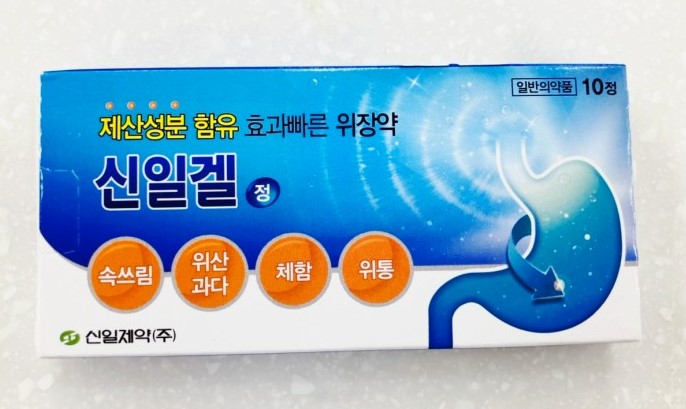 일반의약품 10정
제산성분 함유 효과빠른 위장약
신일겔 정
속쓰림
위산
과다
체함
위통
신일제약(주)